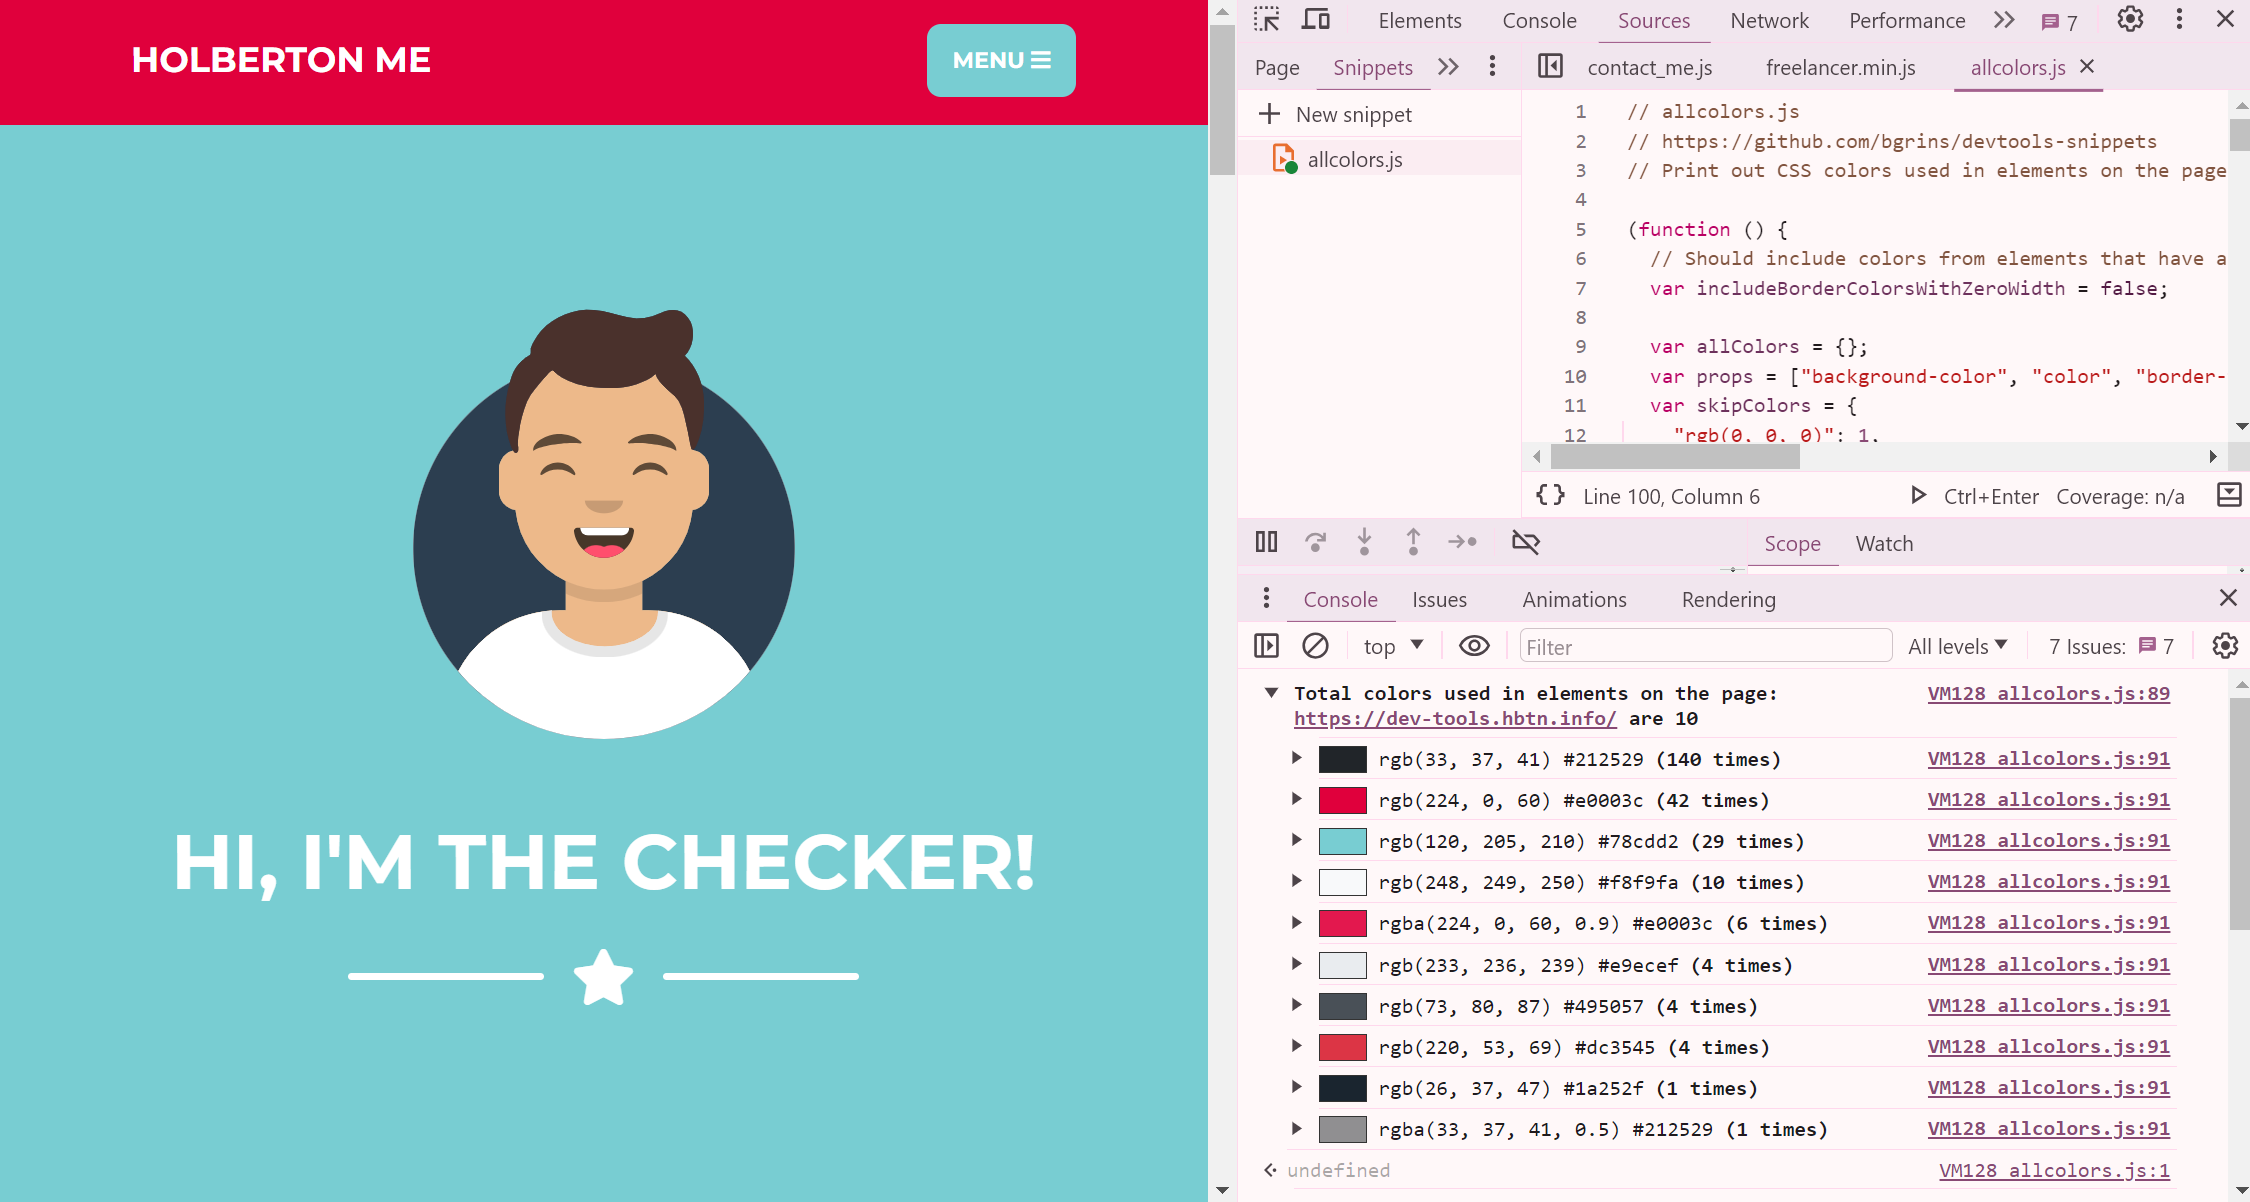 HOLBERTON ME
MENU
HI, I'M THE CHECKER!
Elements Console Sources Network Performance 7
Page Snippets
contact_me.js freelancer.min.js allcolors.js
New snippet
allcolors.js
1 // allcolors.js
2 // https://github.com/bgrins/devtools-snippets
3 // Print out CSS colors used in elements on the page
4
5 (function () {
6 // Should include colors from elements that have a
7 var includeBorderColorsWithZeroWidth = false;
8
9 var allColors = {};
10 var props = ["background-color", "color", "border-
11 var skipColors = {
12 "rgb(0, 0, 0)": 1,
{} Line 100, Column 6 Ctrl+Enter Coverage: n/a
Scope Watch
Console Issues Animations Rendering
top Filter All levels 7 Issues: 7
Total colors used in elements on the page: VM128 allcolors.js:89
https://dev-tools.hbtn.info/ are 10
rgb(33, 37, 41) #212529 (140 times) VM128 allcolors.js:91
rgb(224, 0, 60) #e0003c (42 times) VM128 allcolors.js:91
rgb(120, 205, 210) #78cdd2 (29 times) VM128 allcolors.js:91
rgb(248, 249, 250) #f8f9fa (10 times) VM128 allcolors.js:91
rgba(224, 0, 60, 0.9) #e0003c (6 times) VM128 allcolors.js:91
rgb(233, 236, 239) #e9ecef (4 times) VM128 allcolors.js:91
rgb(73, 80, 87) #495057 (4 times) VM128 allcolors.js:91
rgb(220, 53, 69) #dc3545 (4 times) VM128 allcolors.js:91
rgb(26, 37, 47) #1a252f (1 times) VM128 allcolors.js:91
rgba(33, 37, 41, 0.5) #212529 (1 times) VM128 allcolors.js:91
undefined VM128 allcolors.js:1